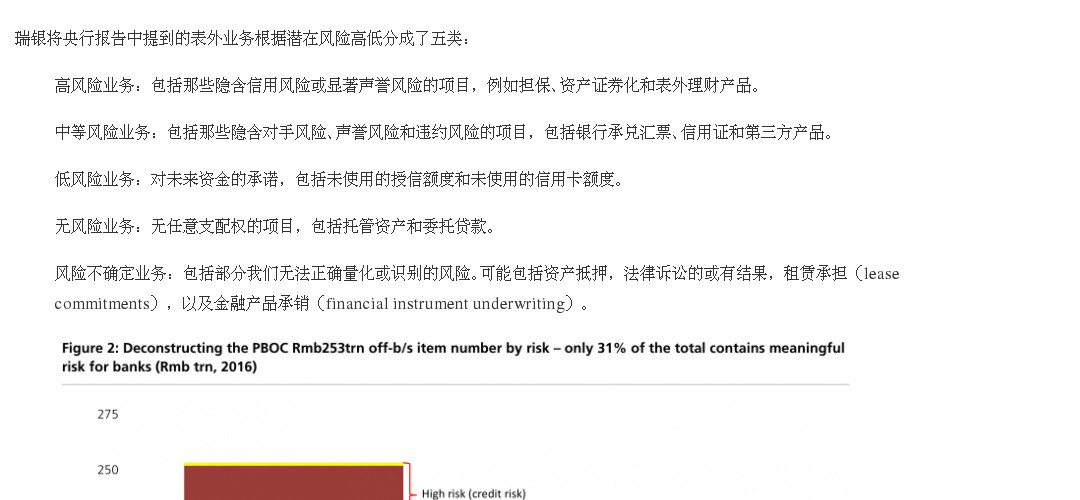 瑞银将央行报告中提到的表外业务根据潜在风险高低分成了五类：
高风险业务：包括那些隐含信用风险或显著声誉风险的项目，例如担保、资产证券化和表外理财产品。
中等风险业务：包括那些隐含对手风险、声誉风险和违约风险的项目，包括银行承兑汇票、信用证和第三方产品。
低风险业务：对未来资金的承诺，包括未使用的授信额度和未使用的信用卡额度。
无风险业务：无任意支配权的项目，包括托管资产和委托贷款。
风险不确定业务：包括部分我们无法正确量化或识别的风险。可能包括资产抵押，法律诉讼的或有结果，租赁承担（lease
commitments），以及金融产品承销（financial instrument underwriting）。
Figure 2: Deconstructing the PBOC Rmb253trn off-b/s item number by risk – only 31% of the total contains meaningful
risk for banks (Rmb trn, 2016)
275
250
High risk (credit risk)